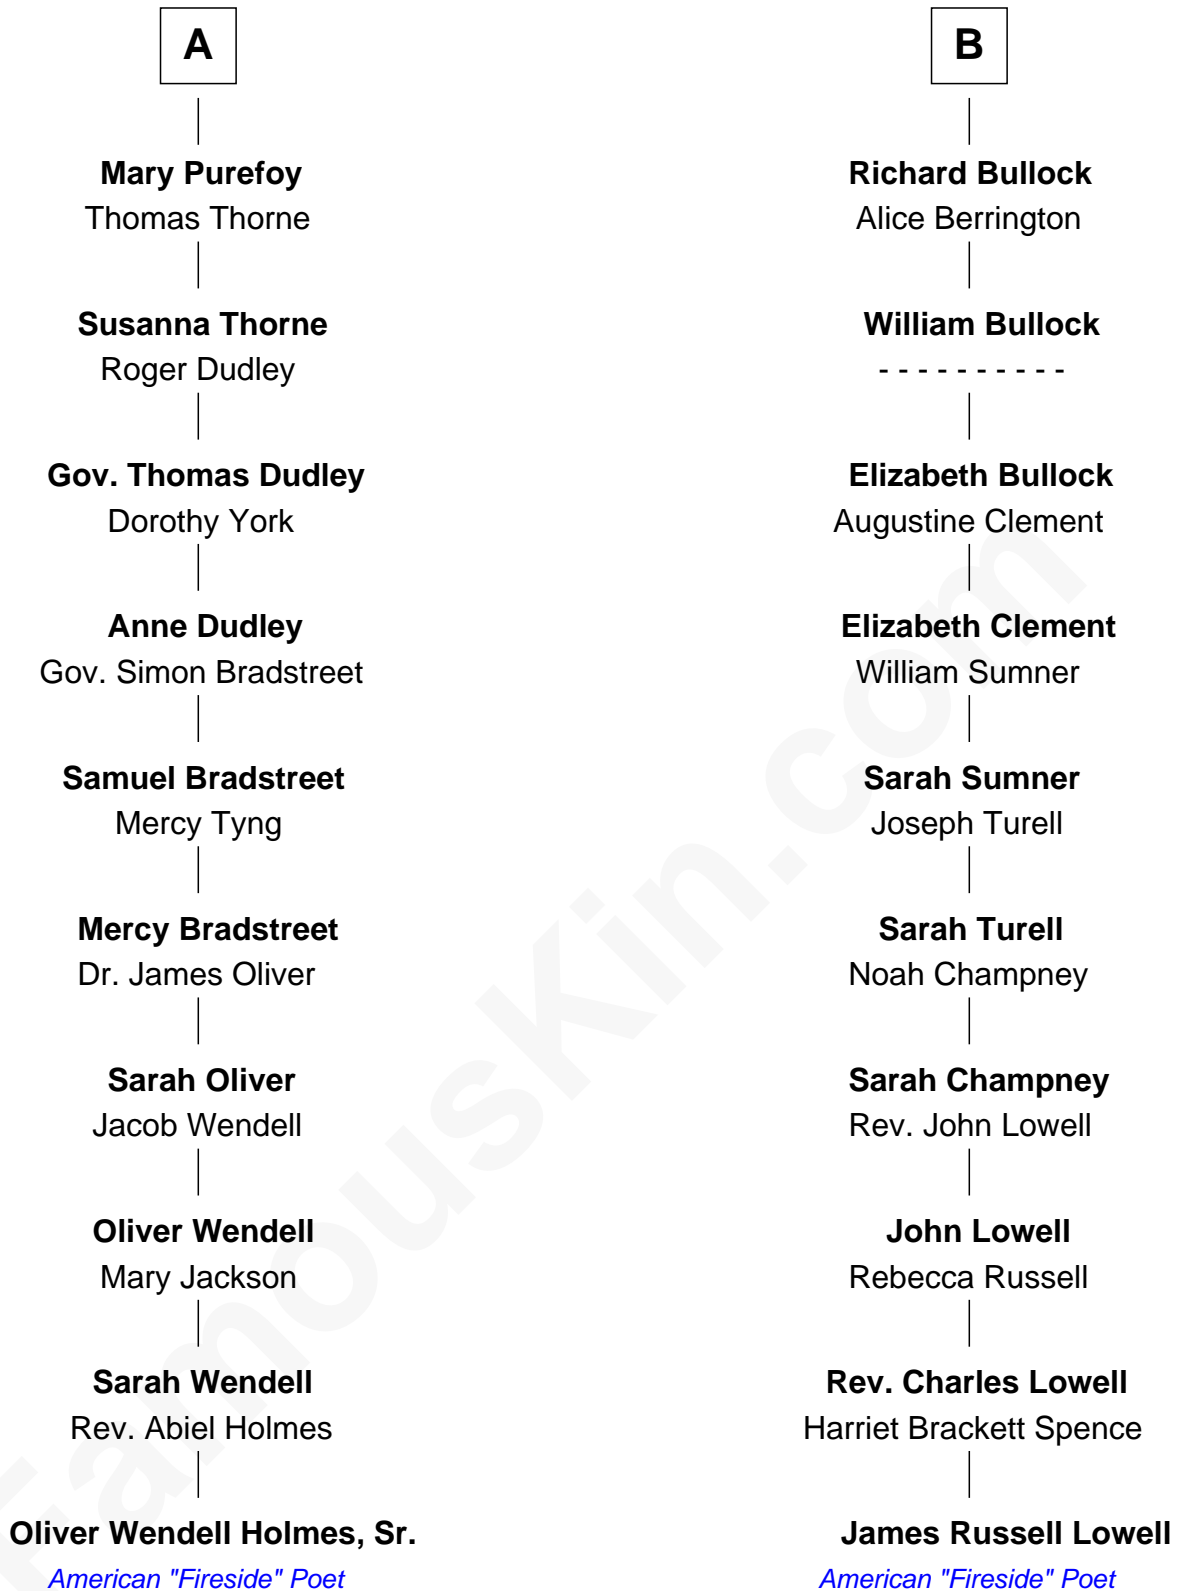 A
Mary Purefoy
Thomas Thorne
Susanna Thorne
Roger Dudley
Gov. Thomas Dudley
Dorothy York
Anne Dudley
Gov. Simon Bradstreet
Samuel Bradstreet
Mercy Tyng
Mercy Bradstreet
Dr. James Oliver
Sarah Oliver
Jacob Wendell
Oliver Wendell
Mary Jackson
Sarah Wendell
Rev. Abiel Holmes
Oliver Wendell Holmes, Sr.
American "Fireside" Poet
B
Richard Bullock
Alice Berrington
William Bullock
- - - - - - - - - -
Elizabeth Bullock
Augustine Clement
Elizabeth Clement
William Sumner
Sarah Sumner
Joseph Turell
Sarah Turell
Noah Champney
Sarah Champney
Rev. John Lowell
John Lowell
Rebecca Russell
Rev. Charles Lowell
Harriet Brackett Spence
James Russell Lowell
American "Fireside" Poet
FamousKin.com